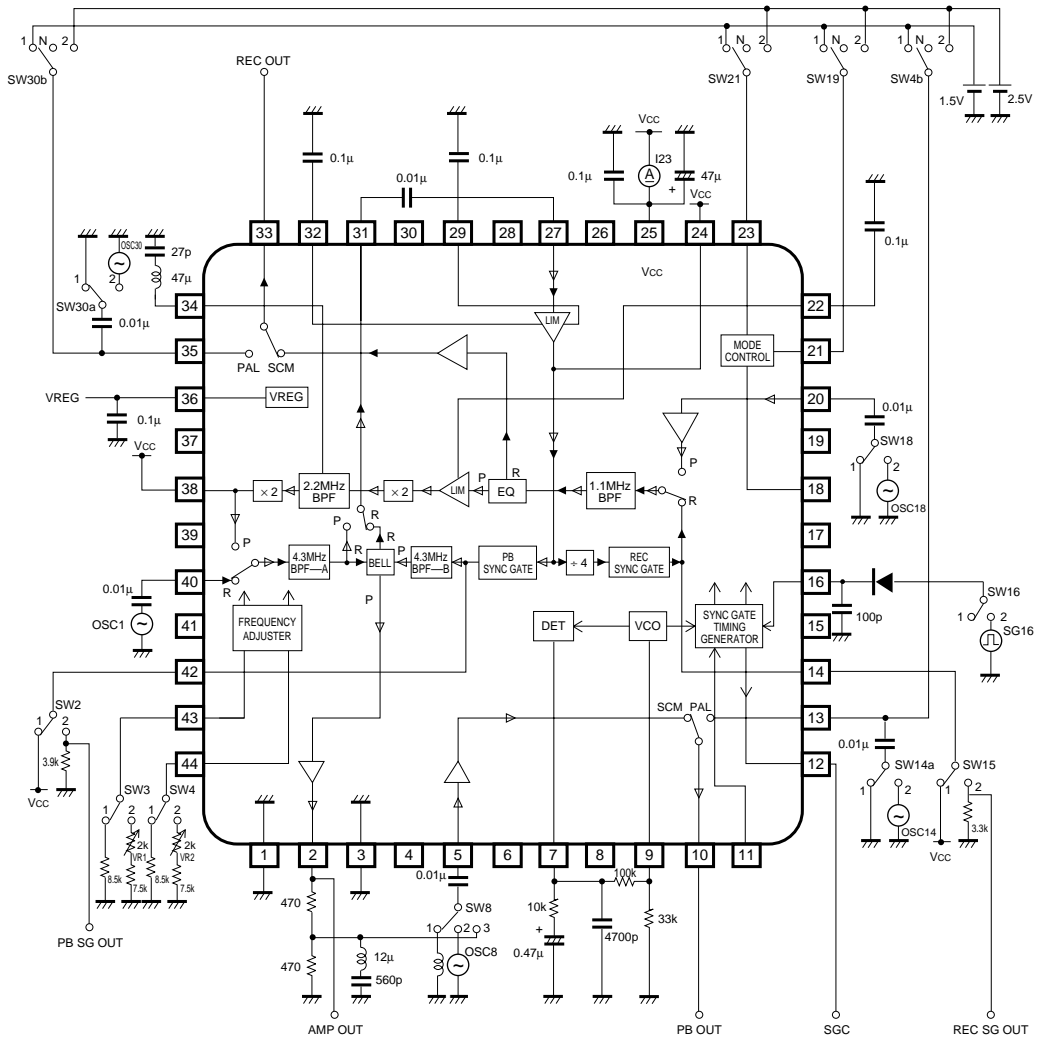 1 N 2
SW30b
REC OUT
1 N 2
SW21
1 N 2
SW19
1 N 2
SW4b
1.5V
2.5V
0.1μ
0.01μ
0.1μ
VCC
0.1μ
A
I23
+
47μ
VCC
0.1μ
33
32
31
30
29
28
27
26
25
24
23
VCC
OSC30
27p
47μ
1
2
SW30a
0.01μ
34
35
36
37
38
39
40
41
42
43
44
VREG
0.1μ
VCC
0.01μ
OSC1
PAL SCM
VREG
LIM
MODE CONTROL
22
21
20
19
18
17
16
15
14
13
12
0.01μ
SW18
1
2
OSC18
P
R
× 2
2.2MHz BPF
× 2
LIM
P
R
EQ
1.1MHz BPF
P
R
4.3MHz BPF—A
P
R
R
BELL
P
P
4.3MHz BPF—B
PB SYNC GATE
÷ 4
REC SYNC GATE
FREQUENCY ADJUSTER
DET
VCO
SYNC GATE TIMING GENERATOR
100p
SW16
1
2
SG16
SCM PAL
SW2
1
2
3.9k
VCC
SW3
1
2
8.5k
2k
VR1
7.5k
SW4
1
2
8.5k
2k
VR2
7.5k
PB SG OUT
0.01μ
SW14a
1
2
OSC14
SW15
1
2
3.3k
VCC
1
2
3
4
5
6
7
8
9
10
11
470
470
12μ
560p
0.01μ
SW8
1
2
3
OSC8
10k
+
0.47μ
4700p
100k
33k
AMP OUT
PB OUT
SGC
REC SG OUT